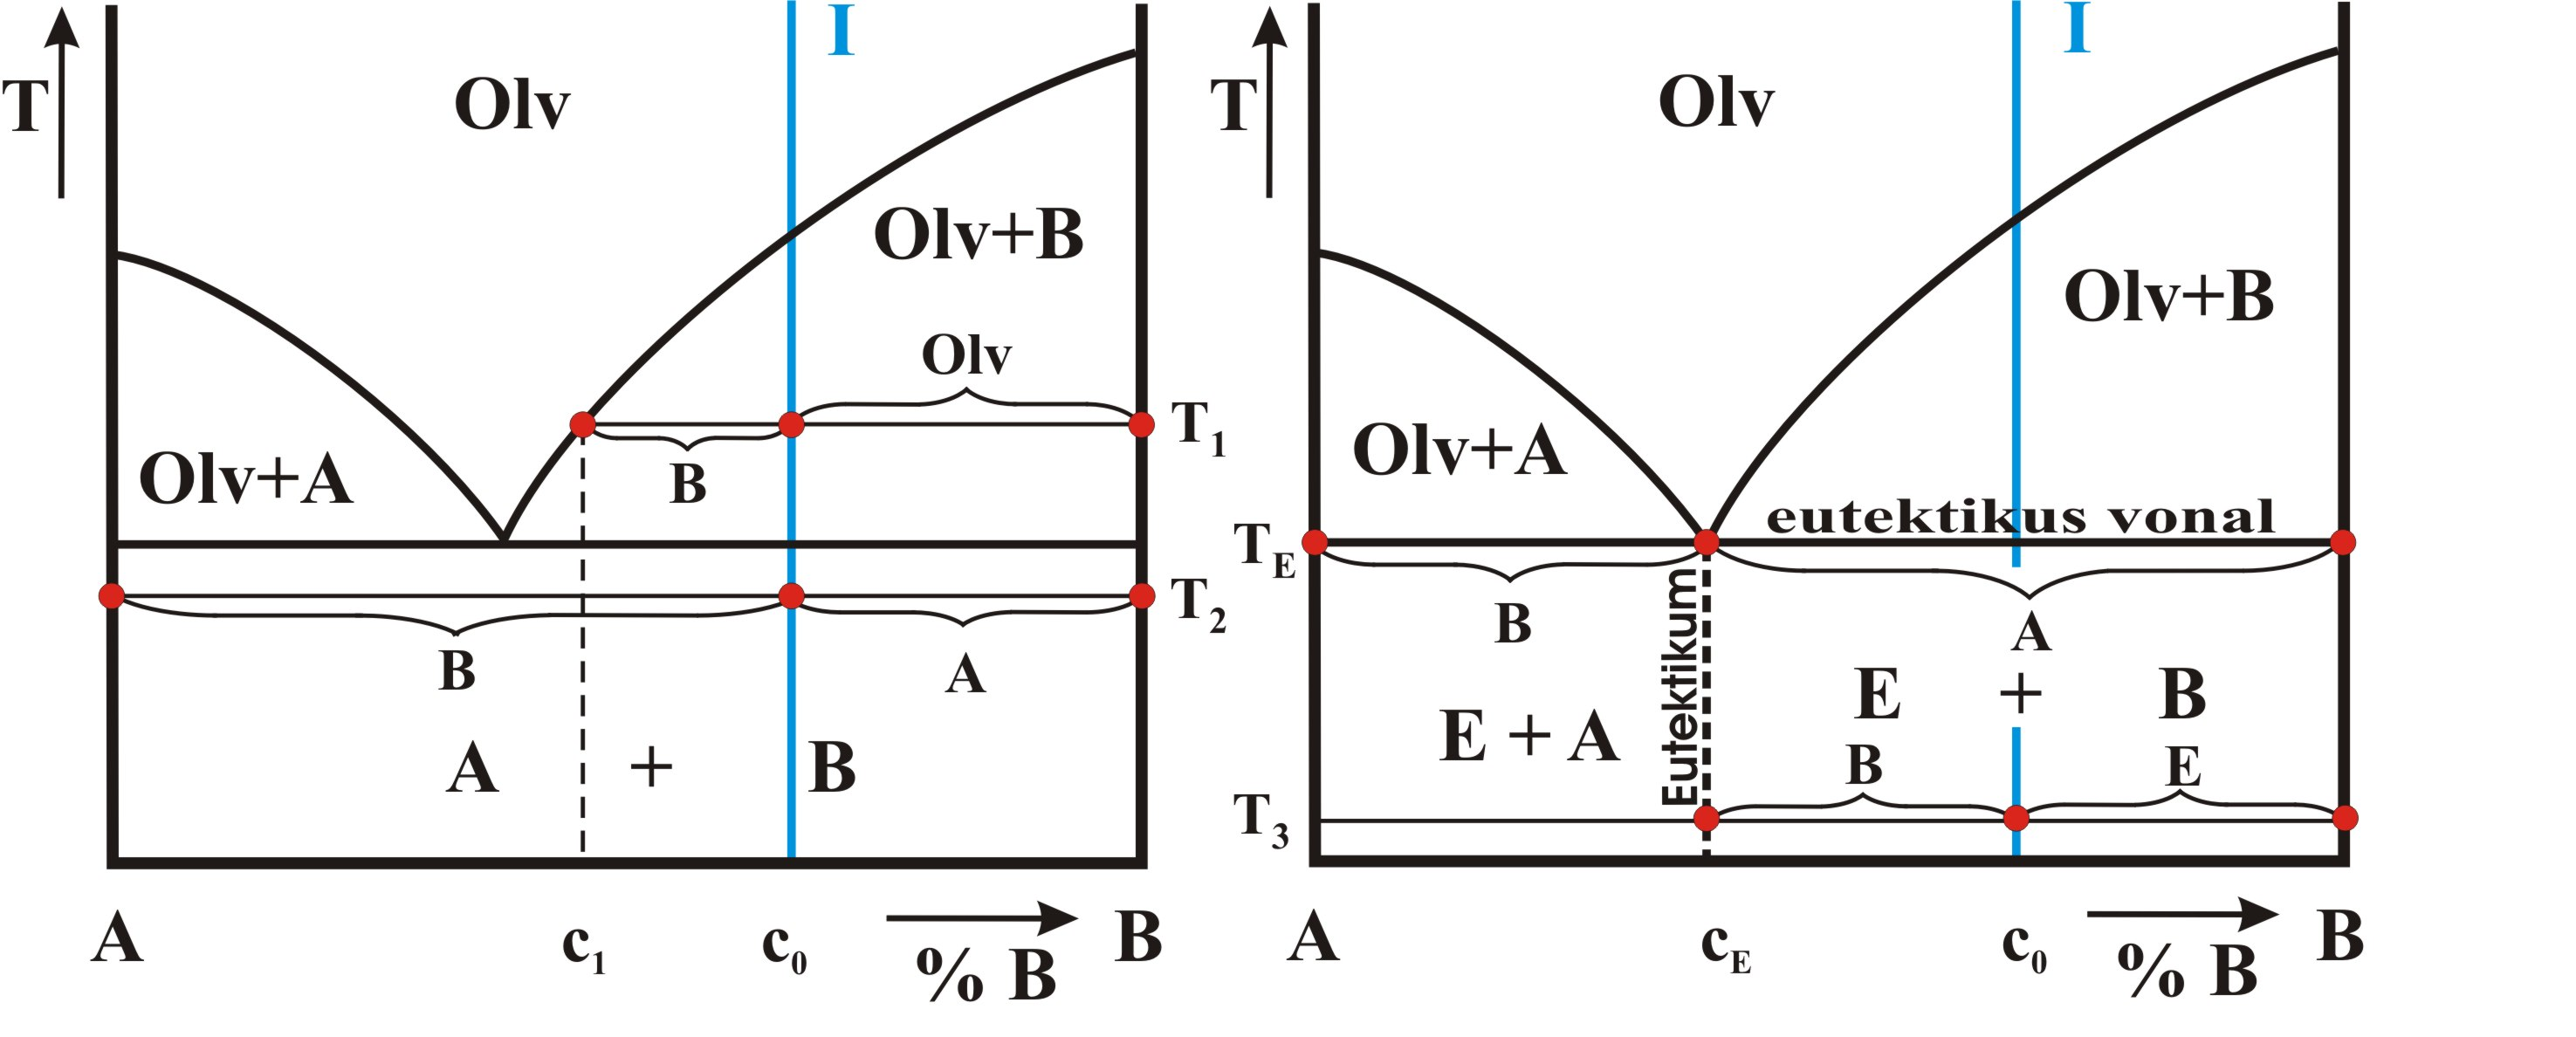 T
Olv
I
Olv+B
Olv
T1
B
Olv+A
T2
B
A
A + B
A
c1
c0
% B
B
T
Olv
I
Olv+B
Olv+A
eutektikus vonal
TE
B
A
Eutektikum
E + A
E + B
B
E
T3
A
cE
c0
% B
B